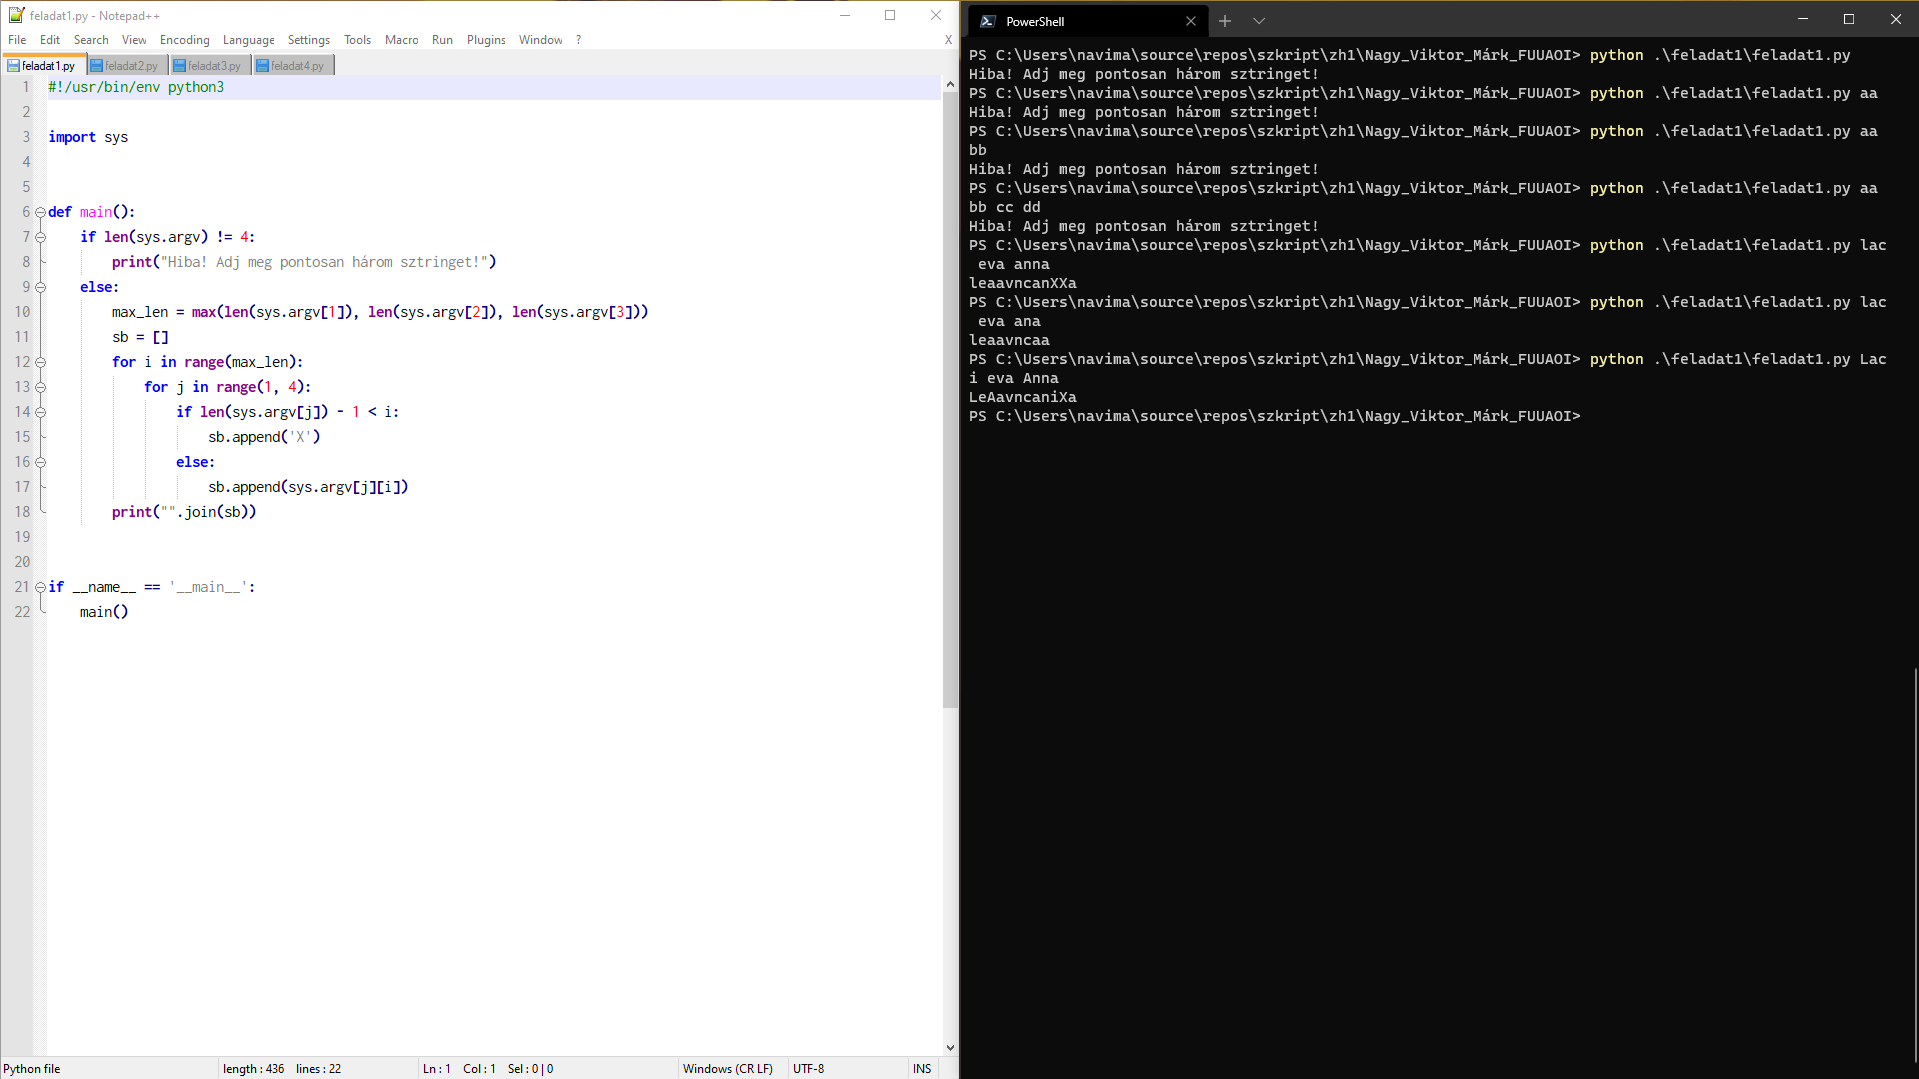 feladat1.py - Notepad++
File Edit Search View Encoding Language Settings Tools Macro Run Plugins Window ? X
feladat1.py feladat2.py feladat3.py feladat4.py
1 #!/usr/bin/env python3
2
3 import sys
4
5
6 def main():
7     if len(sys.argv) != 4:
8         print("Hiba! Adj meg pontosan három sztringet!")
9     else:
10         max_len = max(len(sys.argv[1]), len(sys.argv[2]), len(sys.argv[3]))
11         sb = []
12         for i in range(max_len):
13             for j in range(1, 4):
14                 if len(sys.argv[j]) - 1 < i:
15                     sb.append('X')
16                 else:
17                     sb.append(sys.argv[j][i])
18         print("".join(sb))
19
20
21 if __name__ == '__main__':
22     main()
Python file length : 436 lines : 22 Ln : 1 Col : 1 Sel : 0 | 0 Windows (CR LF) UTF-8 INS
PowerShell
PS C:\Users\navima\source\repos\szkript\zh1\Nagy_Viktor_Márk_FUUAOI> python .\feladat1\feladat1.py
Hiba! Adj meg pontosan három sztringet!
PS C:\Users\navima\source\repos\szkript\zh1\Nagy_Viktor_Márk_FUUAOI> python .\feladat1\feladat1.py aa
Hiba! Adj meg pontosan három sztringet!
PS C:\Users\navima\source\repos\szkript\zh1\Nagy_Viktor_Márk_FUUAOI> python .\feladat1\feladat1.py aa
bb
Hiba! Adj meg pontosan három sztringet!
PS C:\Users\navima\source\repos\szkript\zh1\Nagy_Viktor_Márk_FUUAOI> python .\feladat1\feladat1.py aa
bb cc dd
Hiba! Adj meg pontosan három sztringet!
PS C:\Users\navima\source\repos\szkript\zh1\Nagy_Viktor_Márk_FUUAOI> python .\feladat1\feladat1.py lac
 eva anna
leaavncanXXa
PS C:\Users\navima\source\repos\szkript\zh1\Nagy_Viktor_Márk_FUUAOI> python .\feladat1\feladat1.py lac
 eva ana
leaavncaa
PS C:\Users\navima\source\repos\szkript\zh1\Nagy_Viktor_Márk_FUUAOI> python .\feladat1\feladat1.py Lac
i eva Anna
LeAavncaniXa
PS C:\Users\navima\source\repos\szkript\zh1\Nagy_Viktor_Márk_FUUAOI>